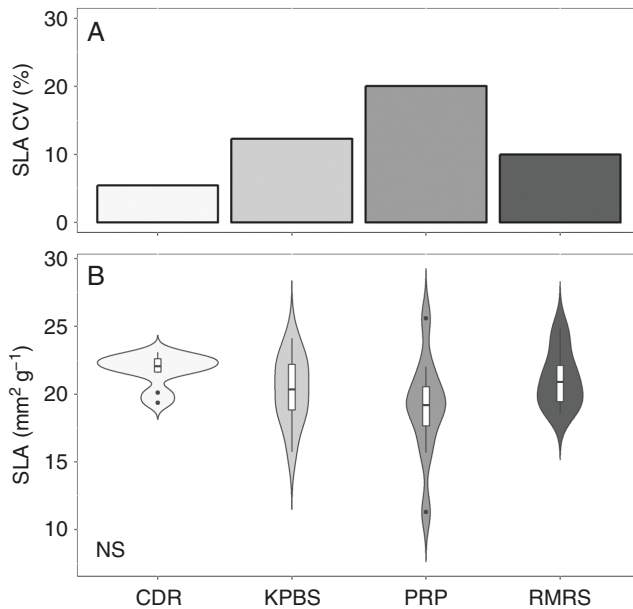 A
SLA CV (%)
30
20
10
0
B
SLA (mm² g⁻¹)
30
25
20
15
10
NS
CDR KPBS PRP RMRS